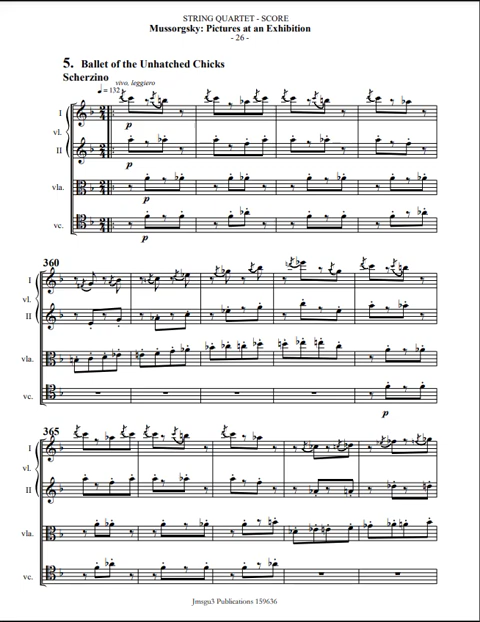 STRING QUARTET - SCORE
Mussorgsky: Pictures at an Exhibition
- 26 -
5. Ballet of the Unhatched Chicks
Scherzino
vivo, leggiero
♩ = 132
I
vl.
II
p
p
vla.
p
vc.
p
360
I
vl.
II
vla.
vc.
p
365
I
vl.
II
vla.
vc.
Jmsgu3 Publications 159636